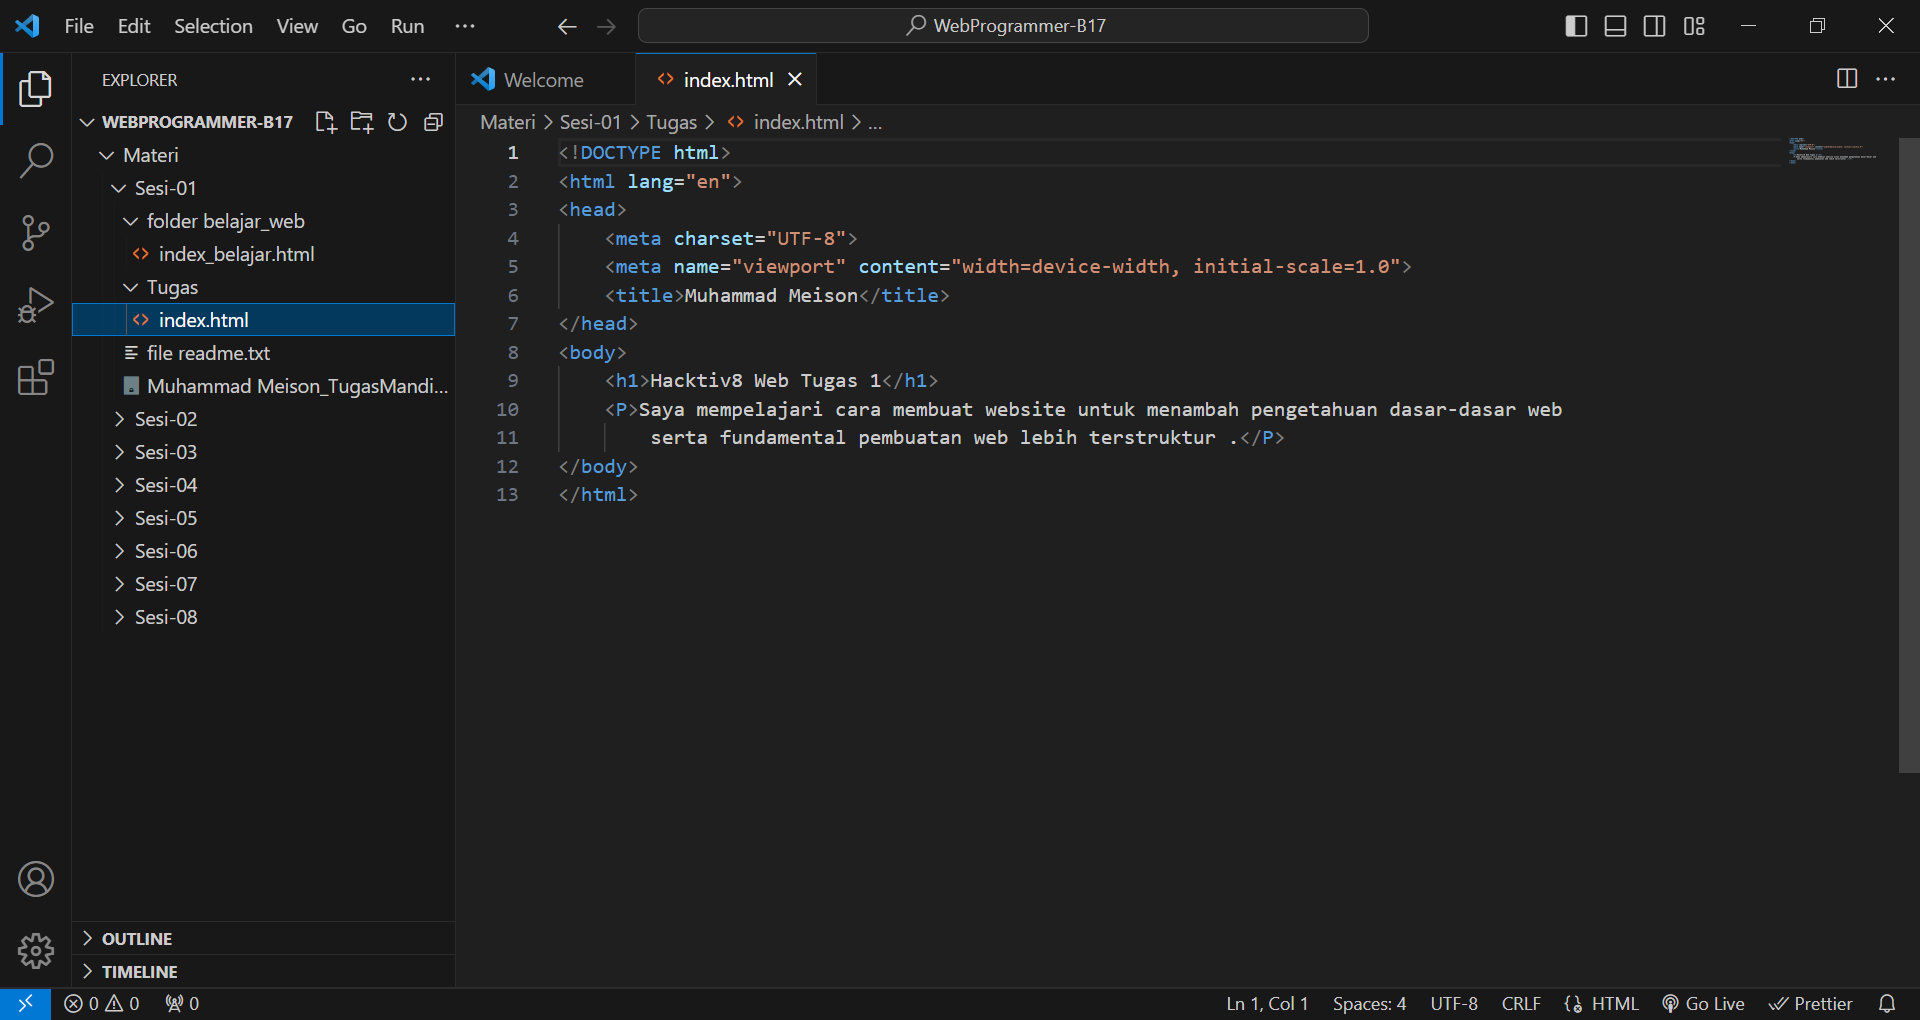 File Edit Selection View Go Run
WebProgrammer-B17
EXPLORER
WEBPROGRAMMER-B17
Materi
Sesi-01
folder belajar_web
index_belajar.html
Tugas
index.html
file readme.txt
Muhammad Meison_TugasMandi...
Sesi-02
Sesi-03
Sesi-04
Sesi-05
Sesi-06
Sesi-07
Sesi-08
OUTLINE
TIMELINE
Welcome
index.html
Materi > Sesi-01 > Tugas > index.html > ...
1 <!DOCTYPE html>
2 <html lang="en">
3 <head>
4 <meta charset="UTF-8">
5 <meta name="viewport" content="width=device-width, initial-scale=1.0">
6 <title>Muhammad Meison</title>
7 </head>
8 <body>
9 <h1>Hacktiv8 Web Tugas 1</h1>
10 <P>Saya mempelajari cara membuat website untuk menambah pengetahuan dasar-dasar web
11 serta fundamental pembuatan web lebih terstruktur .</P>
12 </body>
13 </html>
0 0 0
Ln 1, Col 1 Spaces: 4 UTF-8 CRLF HTML Go Live Prettier